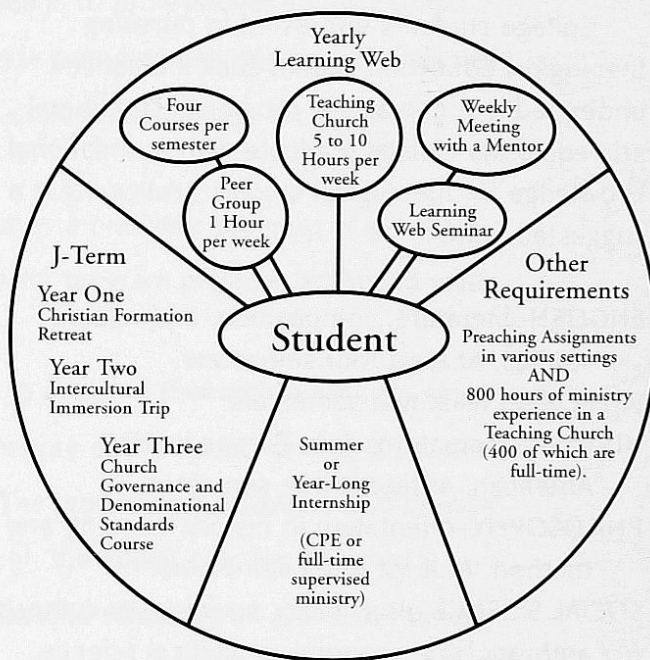 Yearly
Learning Web
Four
Courses per
semester
Peer
Group
1 Hour
per week
Teaching
Church
5 to 10
Hours per
week
Weekly
Meeting
with a Mentor
Learning
Web Seminar
Student
J-Term
Year One
Christian Formation
Retreat
Year Two
Intercultural
Immersion Trip
Year Three
Church
Governance and
Denominational
Standards
Course
Summer
or
Year-Long
Internship
(CPE or
full-time
supervised
ministry)
Other
Requirements
Preaching Assignments
in various settings
AND
800 hours of ministry
experience in a
Teaching Church
(400 of which are
full-time).